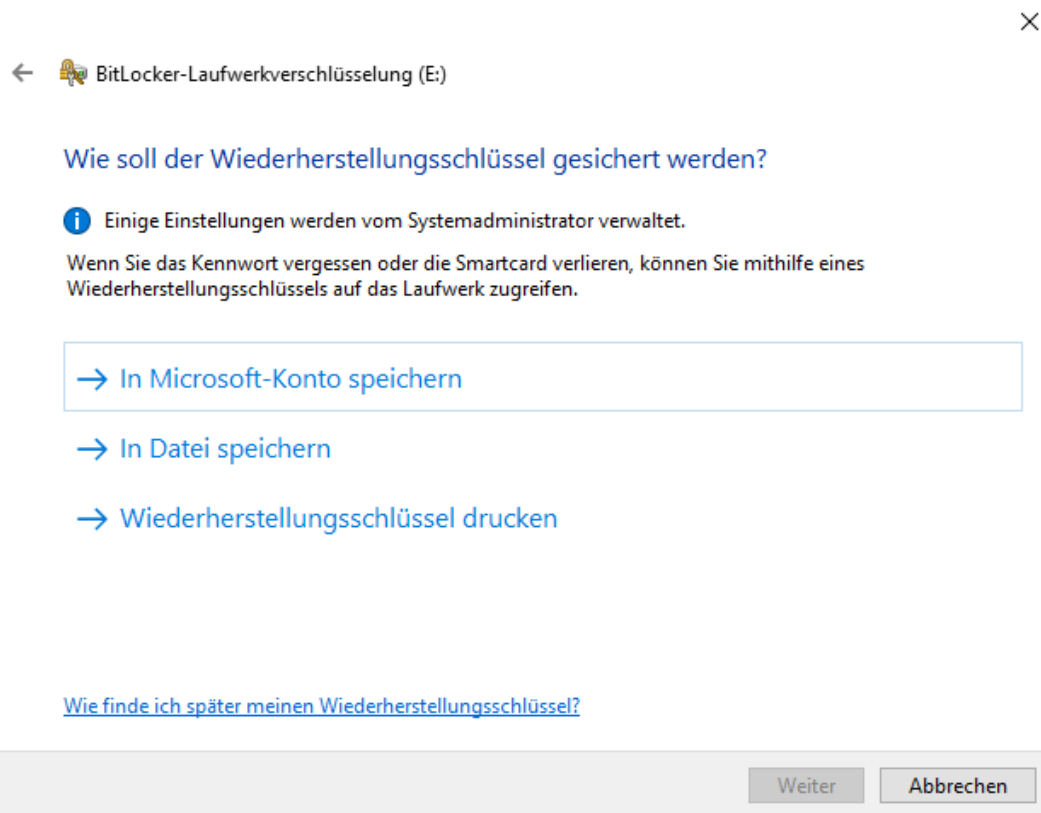 BitLocker-Laufwerkverschlüsselung (E:)
Wie soll der Wiederherstellungsschlüssel gesichert werden?
Einige Einstellungen werden vom Systemadministrator verwaltet.
Wenn Sie das Kennwort vergessen oder die Smartcard verlieren, können Sie mithilfe eines
Wiederherstellungsschlüssels auf das Laufwerk zugreifen.
In Microsoft-Konto speichern
In Datei speichern
Wiederherstellungsschlüssel drucken
Wie finde ich später meinen Wiederherstellungsschlüssel?
Weiter
Abbrechen